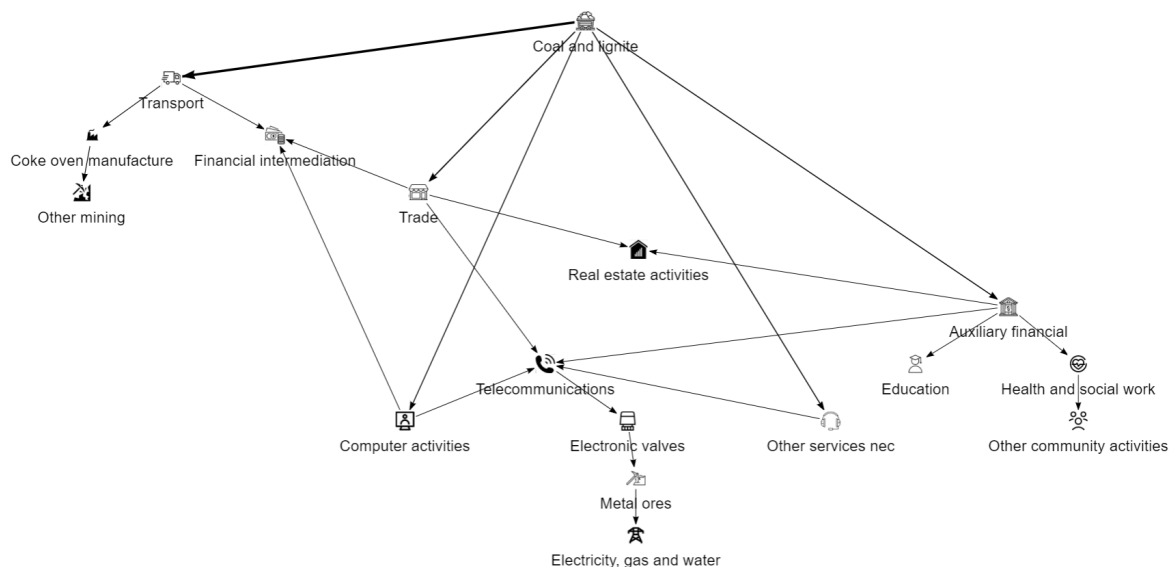 Coal and lignite
Transport
Coke oven manufacture
Financial intermediation
Other mining
Trade
Real estate activities
Auxiliary financial
Telecommunications
Education
Health and social work
Computer activities
Electronic valves
Other services nec
Other community activities
Metal ores
Electricity, gas and water